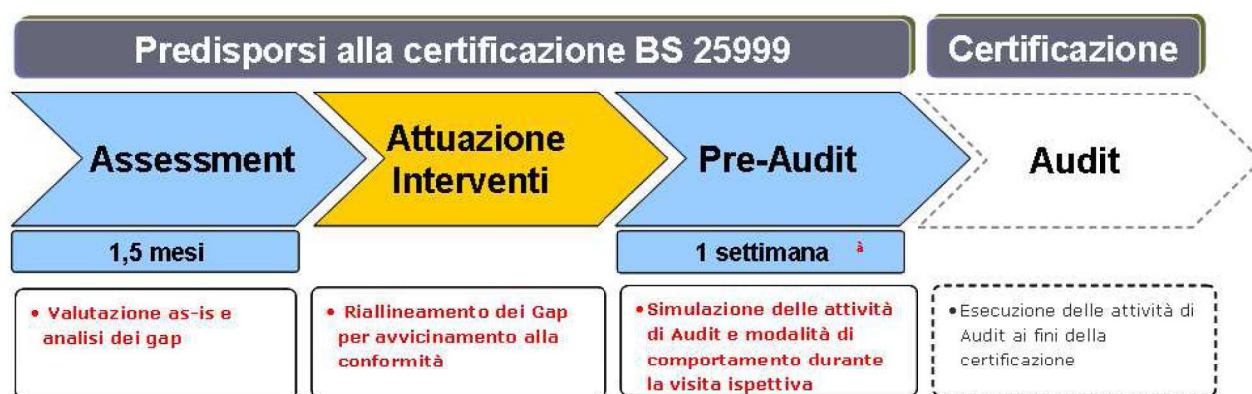 Predisporsi alla certificazione BS 25999
Certificazione
Assessment
Attuazione
Interventi
Pre-Audit
Audit
1,5 mesi
1 settimana à
• Valutazione as-is e
analisi dei gap
• Riallineamento dei Gap
per avvicinamento alla
conformità
• Simulazione delle attività
di Audit e modalità di
comportamento durante
la visita ispettiva
• Esecuzione delle attività di
Audit ai fini della
certificazione